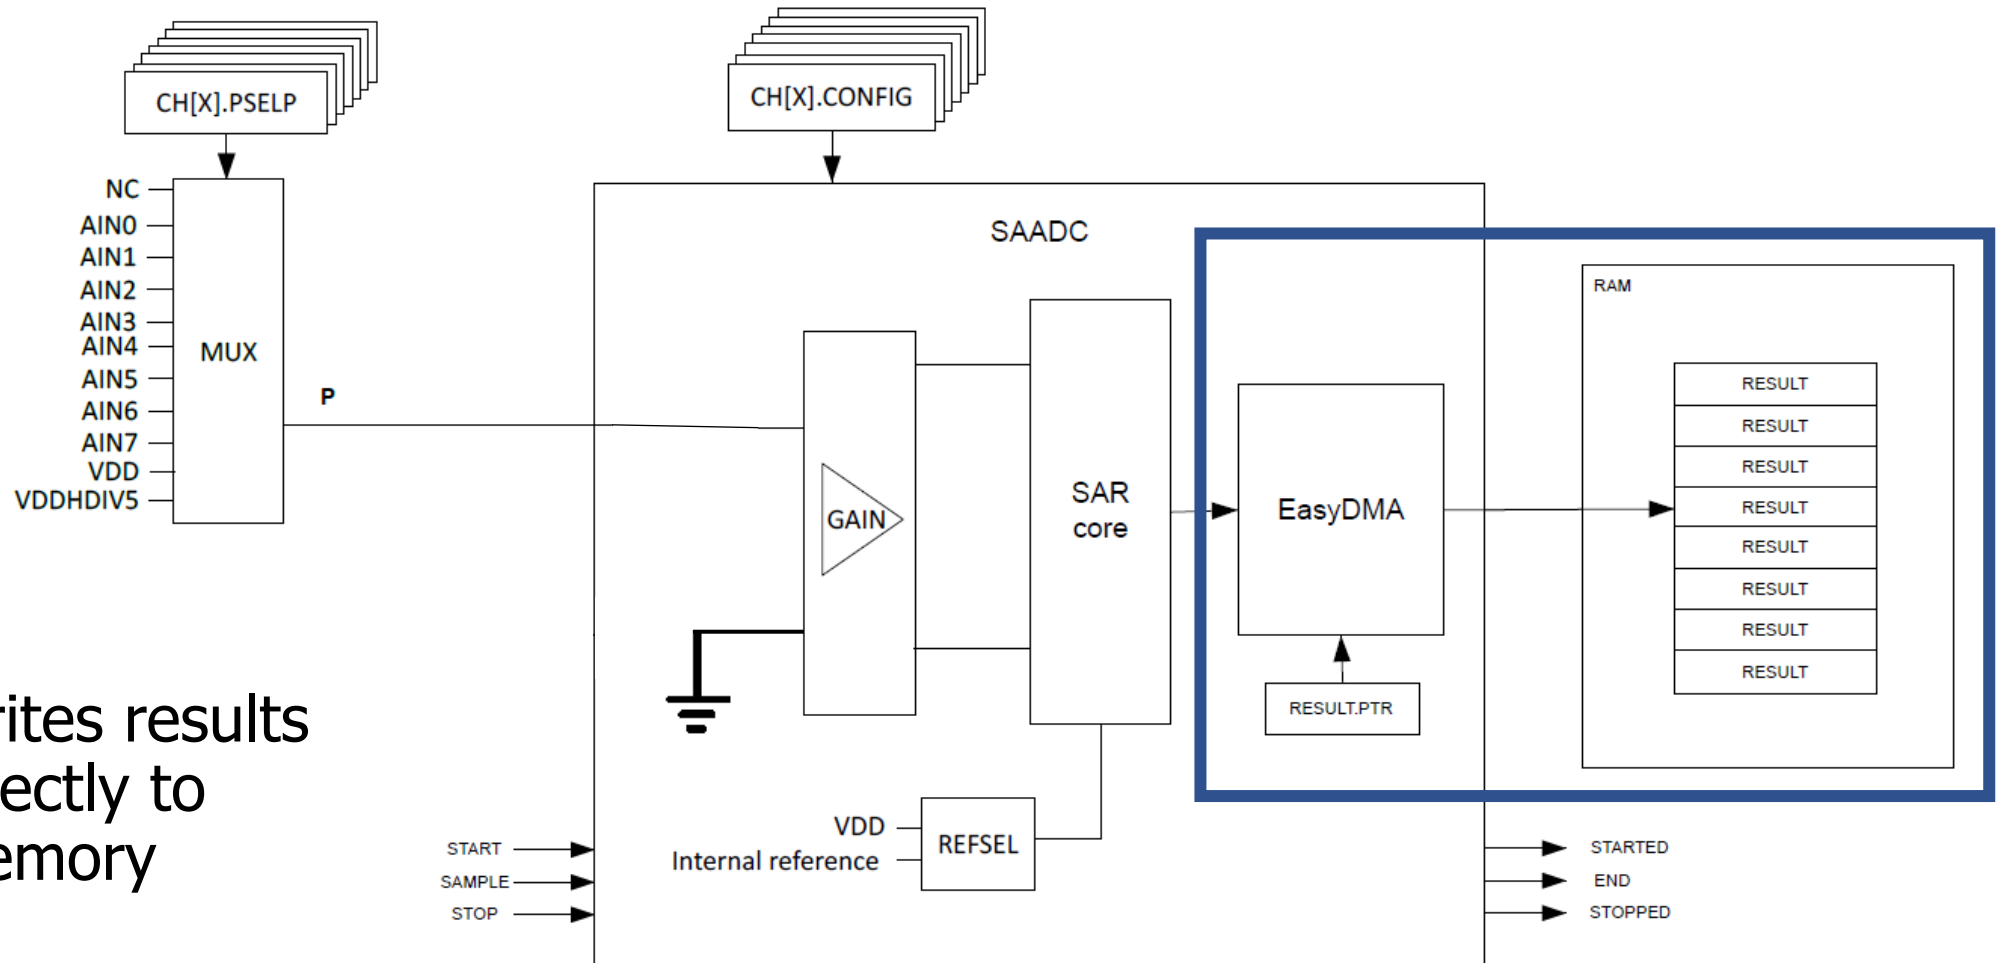 CH[X].PSELP
CH[X].CONFIG
NC
AIN0
AIN1
AIN2
AIN3
AIN4
AIN5
AIN6
AIN7
VDD
VDDHDIV5
MUX
P
SAADC
GAIN
SAR
core
EasyDMA
RESULT.PTR
RAM
RESULT
RESULT
RESULT
RESULT
RESULT
RESULT
RESULT
RESULT
rites results
ectly to
emory
VDD
Internal reference
REFSEL
START
SAMPLE
STOP
STARTED
END
STOPPED